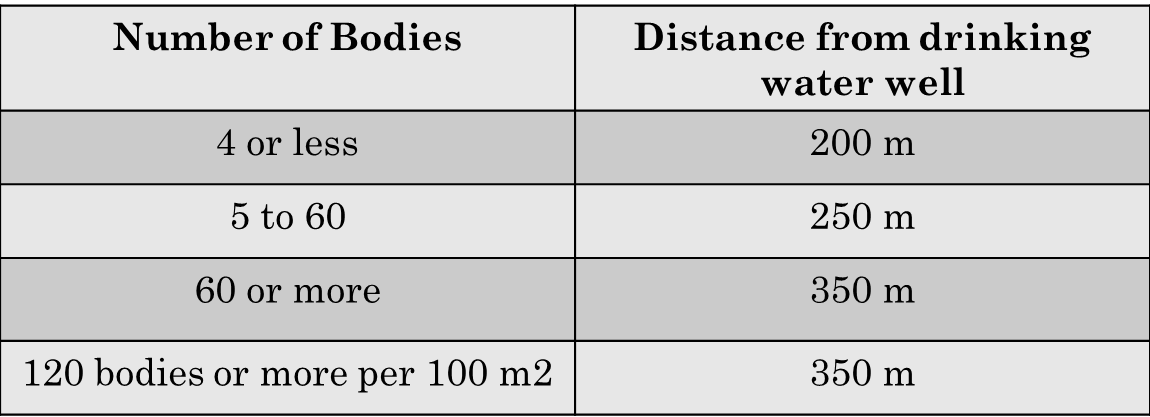 Number of Bodies
Distance from drinking
water well
4 or less
200 m
5 to 60
250 m
60 or more
350 m
120 bodies or more per 100 m2
350 m